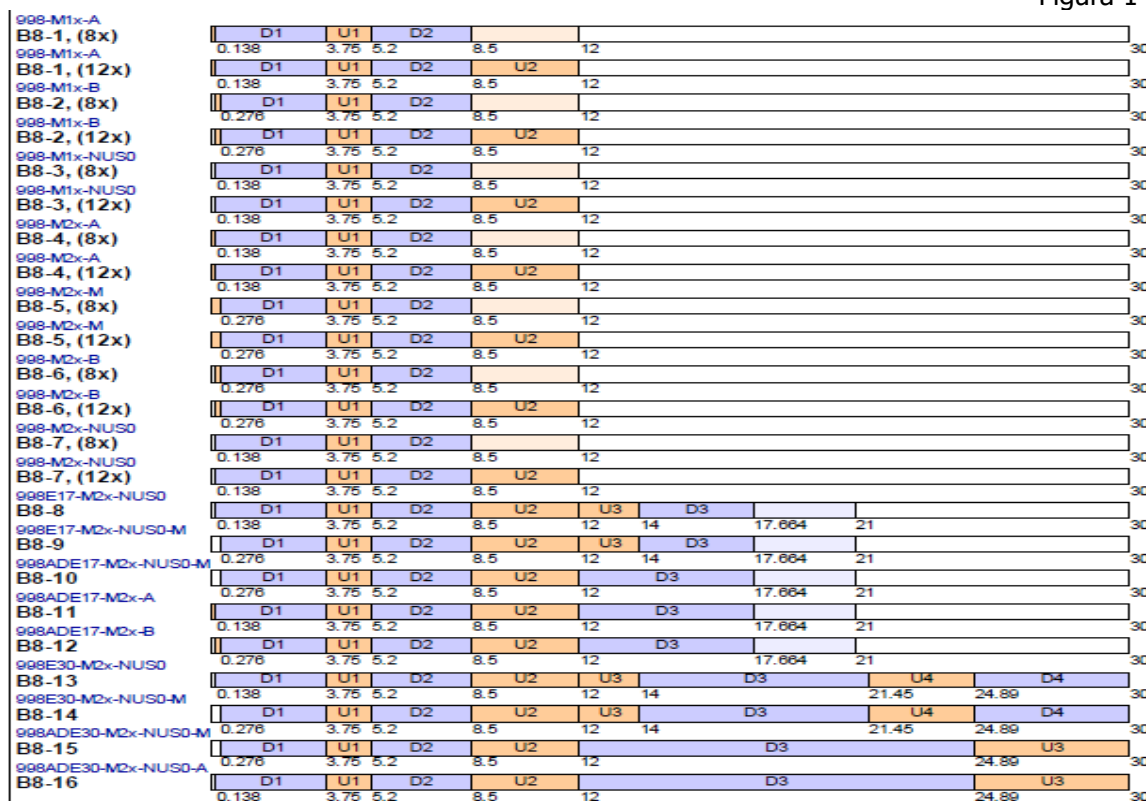 Figura 1
998-M1x-A
B8-1, (8x) D1 U1 D2
0.138 3.75 5.2 8.5 12 30
998-M1x-A
B8-1, (12x) D1 U1 D2 U2
0.138 3.75 5.2 8.5 12 30
998-M1x-B
B8-2, (8x) D1 U1 D2
0.276 3.75 5.2 8.5 12 30
998-M1x-B
B8-2, (12x) D1 U1 D2 U2
0.276 3.75 5.2 8.5 12 30
998-M1x-NUS0
B8-3, (8x) D1 U1 D2
0.138 3.75 5.2 8.5 12 30
998-M1x-NUS0
B8-3, (12x) D1 U1 D2 U2
0.138 3.75 5.2 8.5 12 30
998-M2x-A
B8-4, (8x) D1 U1 D2
0.138 3.75 5.2 8.5 12 30
998-M2x-A
B8-4, (12x) D1 U1 D2 U2
0.138 3.75 5.2 8.5 12 30
998-M2x-M
B8-5, (8x) D1 U1 D2
0.276 3.75 5.2 8.5 12 30
998-M2x-M
B8-5, (12x) D1 U1 D2 U2
0.276 3.75 5.2 8.5 12 30
998-M2x-B
B8-6, (8x) D1 U1 D2
0.276 3.75 5.2 8.5 12 30
998-M2x-B
B8-6, (12x) D1 U1 D2 U2
0.276 3.75 5.2 8.5 12 30
998-M2x-NUS0
B8-7, (8x) D1 U1 D2
0.138 3.75 5.2 8.5 12 30
998-M2x-NUS0
B8-7, (12x) D1 U1 D2 U2
0.138 3.75 5.2 8.5 12 30
998E17-M2x-NUS0
B8-8 D1 U1 D2 U2 U3 D3
0.138 3.75 5.2 8.5 12 14 17.664 21 30
998E17-M2x-NUS0-M
B8-9 D1 U1 D2 U2 U3 D3
0.276 3.75 5.2 8.5 12 14 17.664 21 30
998ADE17-M2x-NUS0-M
B8-10 D1 U1 D2 U2 D3
0.276 3.75 5.2 8.5 12 17.664 21 30
998ADE17-M2x-A
B8-11 D1 U1 D2 U2 D3
0.138 3.75 5.2 8.5 12 17.664 21 30
998ADE17-M2x-B
B8-12 D1 U1 D2 U2 D3
0.276 3.75 5.2 8.5 12 17.664 21 30
998E30-M2x-NUS0
B8-13 D1 U1 D2 U2 U3 D3 U4 D4
0.138 3.75 5.2 8.5 12 14 21.45 24.89 30
998E30-M2x-NUS0-M
B8-14 D1 U1 D2 U2 U3 D3 U4 D4
0.276 3.75 5.2 8.5 12 14 21.45 24.89 30
998ADE30-M2x-NUS0-M
B8-15 D1 U1 D2 U2 D3 U3
0.276 3.75 5.2 8.5 12 24.89 30
998ADE30-M2x-NUS0-A
B8-16 D1 U1 D2 U2 D3 U3
0.138 3.75 5.2 8.5 12 24.89 30